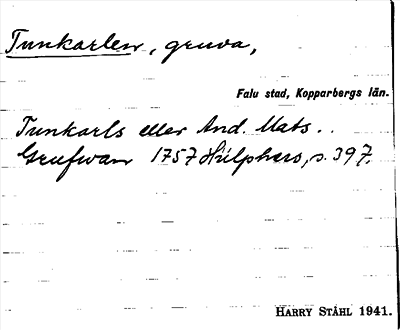 Tunkarlen, gruva,
Falu stad, Kopparbergs län.
Tunkarls eller And. Mats..
Grufwan 1757 Hülphers, s. 397.
HARRY STÅHL 1941.